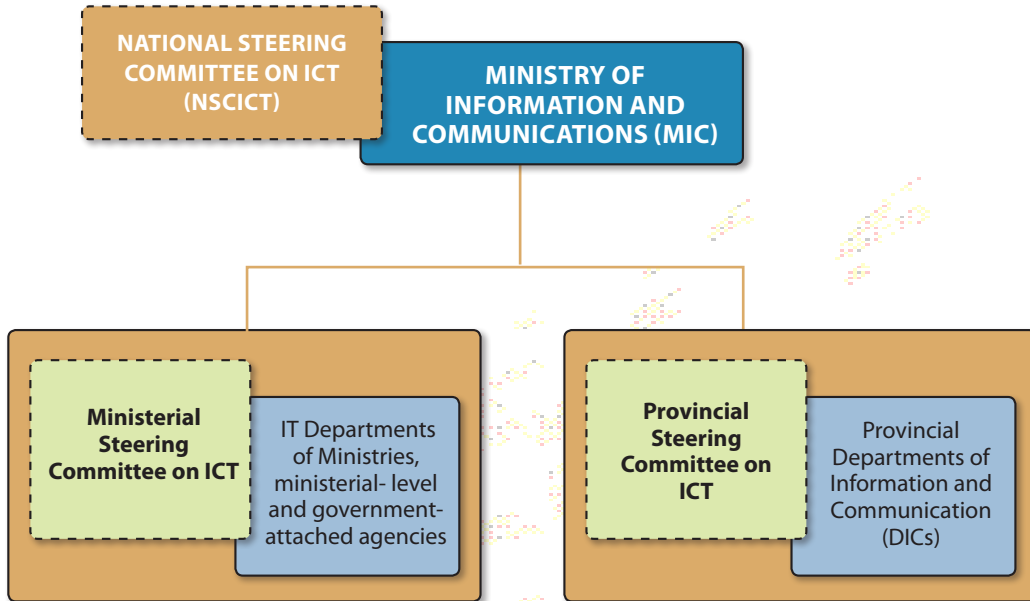 NATIONAL STEERING
COMMITTEE ON ICT
(NSCICT)
MINISTRY OF
INFORMATION AND
COMMUNICATIONS (MIC)
Ministerial
Steering
Committee on ICT
IT Departments
of Ministries,
ministerial- level
and government-
attached agencies
Provincial
Steering
Committee on
ICT
Provincial
Departments of
Information and
Communication
(DICs)